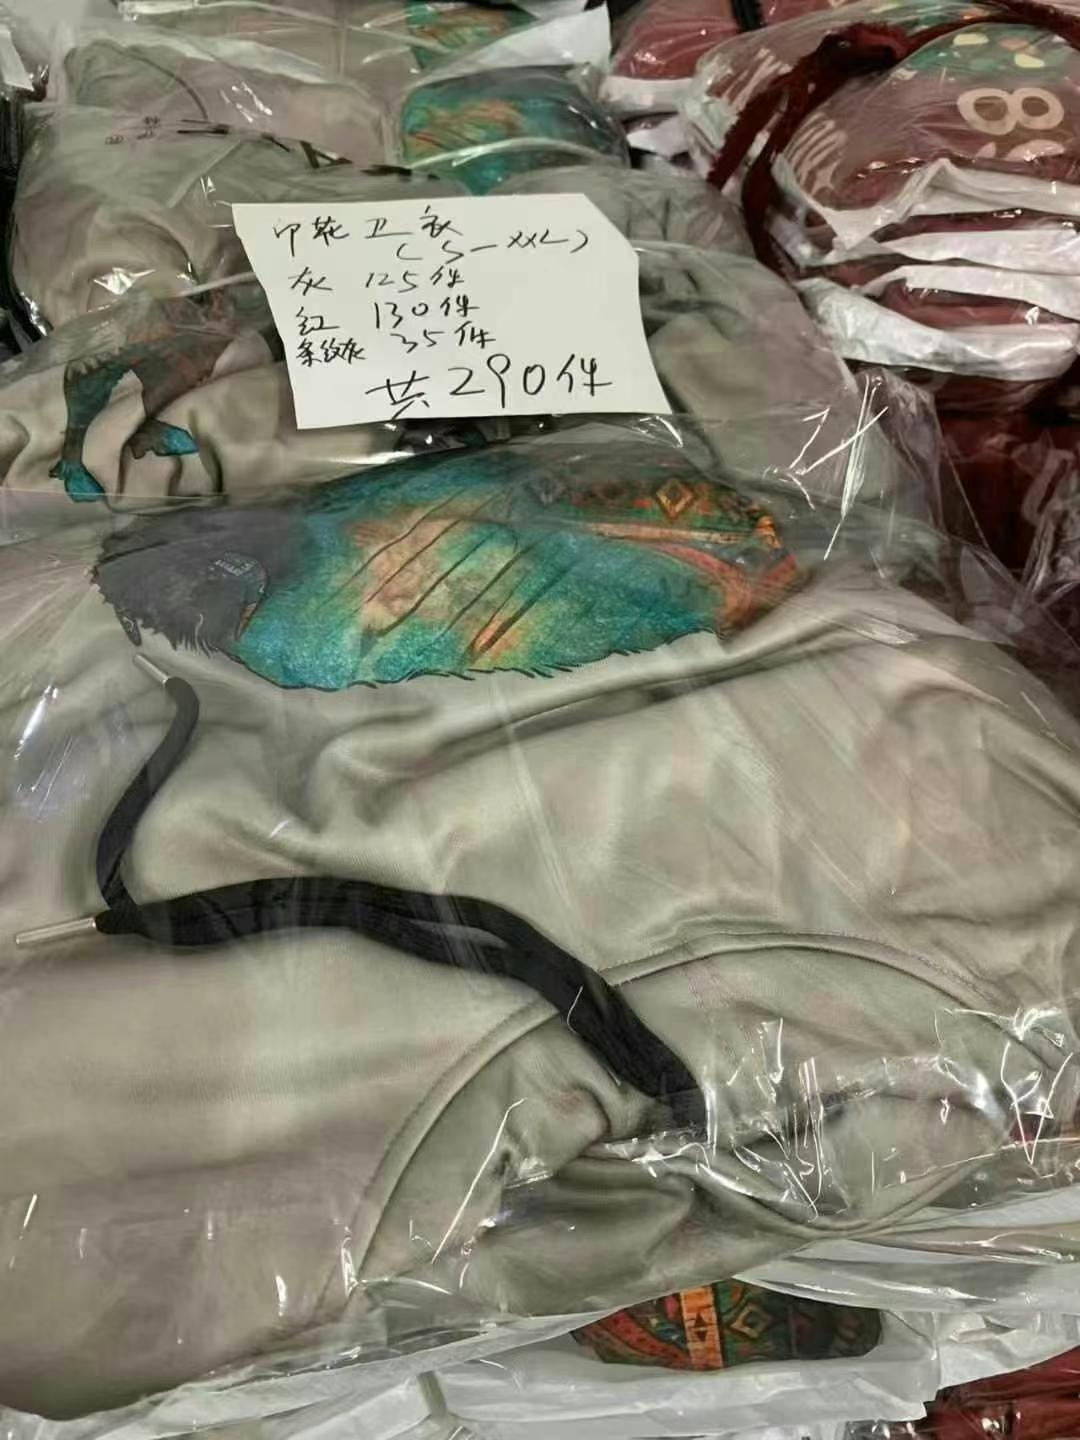 印花卫衣
(S-XXL)
灰 125件
红 130件
条纹灰 35件
共290件